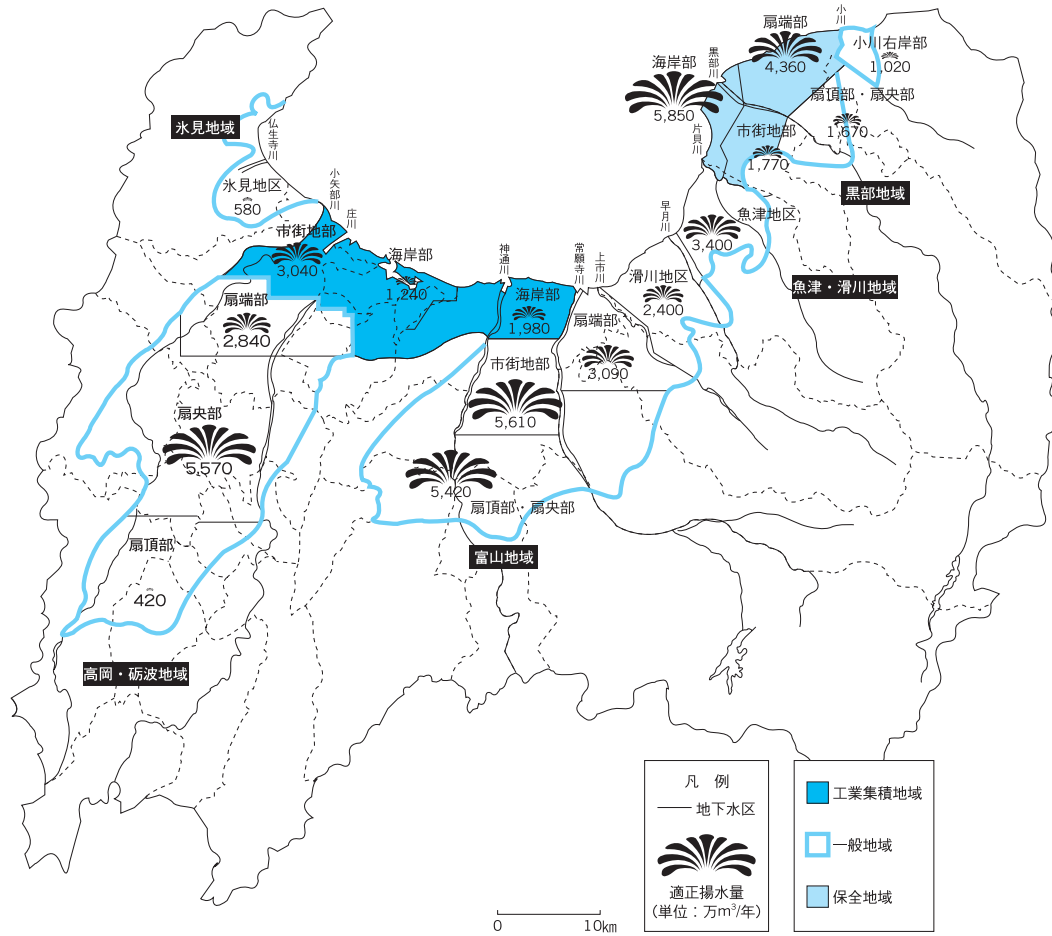 小川
扇端部
4,360
小川右岸部
1,020
海岸部
5,850
黒部川
扇頂部・扇央部
1,670
市街地部
1,770
片貝川
黒部地域
氷見地域
仏生寺川
氷見地区
580
小矢部川
庄川
市街地部
3,040
海岸部
1,240
神通川
海岸部
1,980
常願寺川
上市川
早月川
魚津地区
3,400
滑川地区
2,400
魚津・滑川地域
扇端部
2,840
扇端部
3,090
市街地部
5,610
扇央部
5,570
5,420
扇頂部・扇央部
富山地域
扇頂部
420
高岡・砺波地域
凡 例
地下水区
適正揚水量
(単位：万m³/年)
工業集積地域
一般地域
保全地域
0 10km